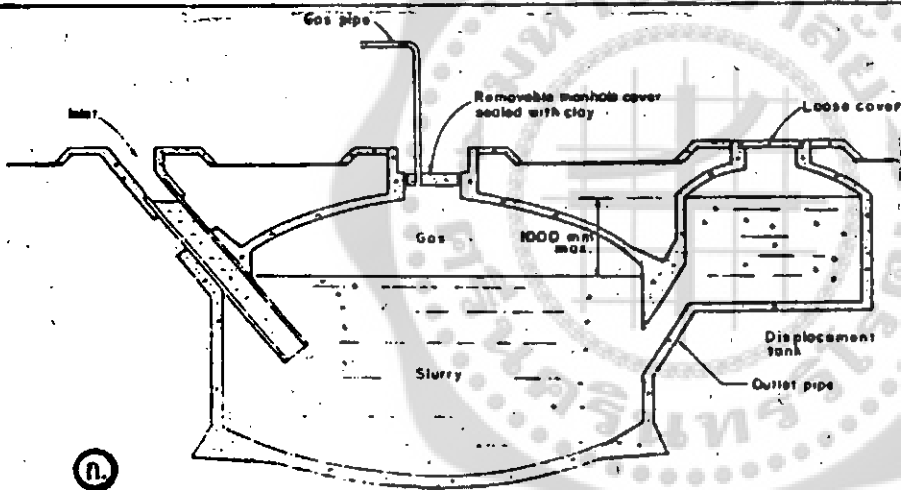 Gas pipe
Inlet
Removable manhole cover
sealed with clay
Loose cover
Gas
1000 mm
max.
Slurry
Displacement
tank
Outlet pipe
ก.